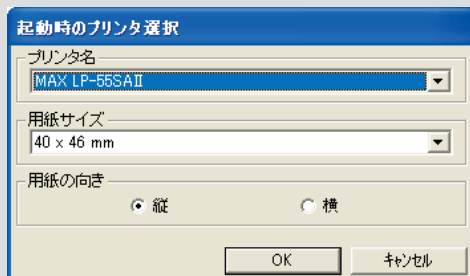 起動時のプリンタ選択
プリンタ名
MAX LP-55SAⅡ
用紙サイズ
40 x 46 mm
用紙の向き
縦 横
OK キャンセル